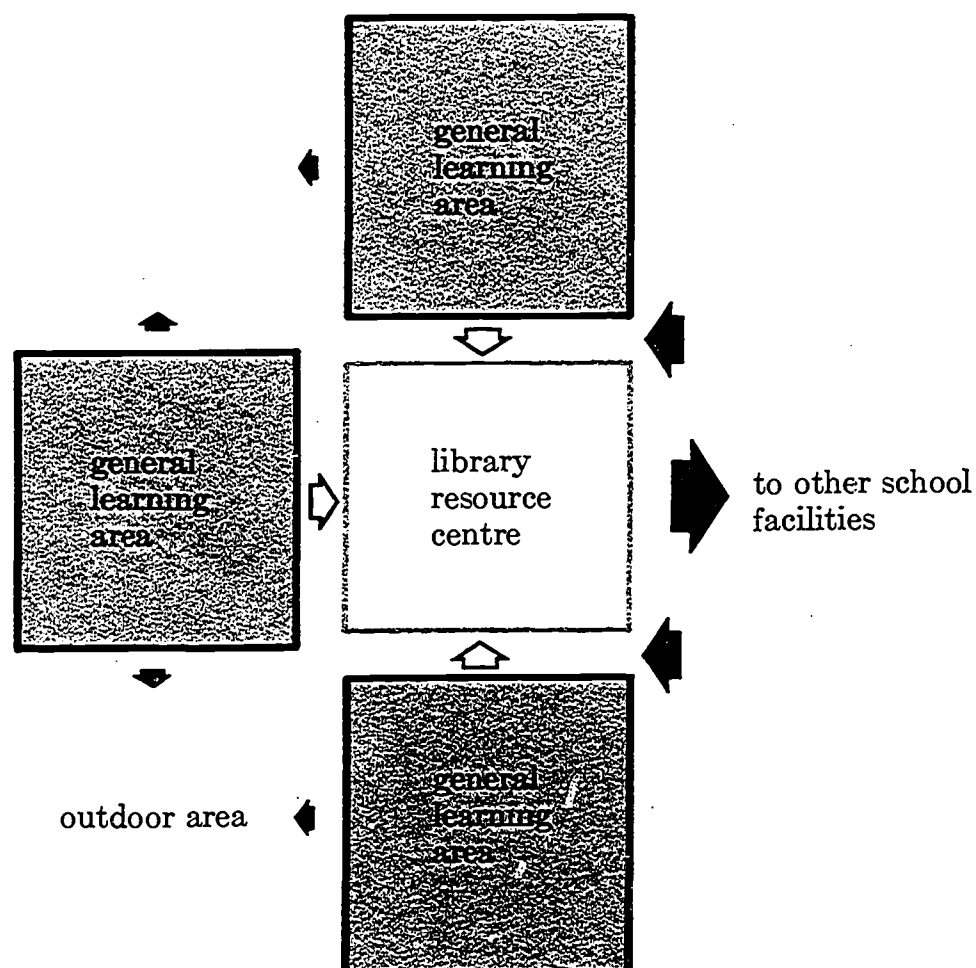 general
learning
area
general
learning
area
library
resource
centre
to other school
facilities
general
learning
area
outdoor area